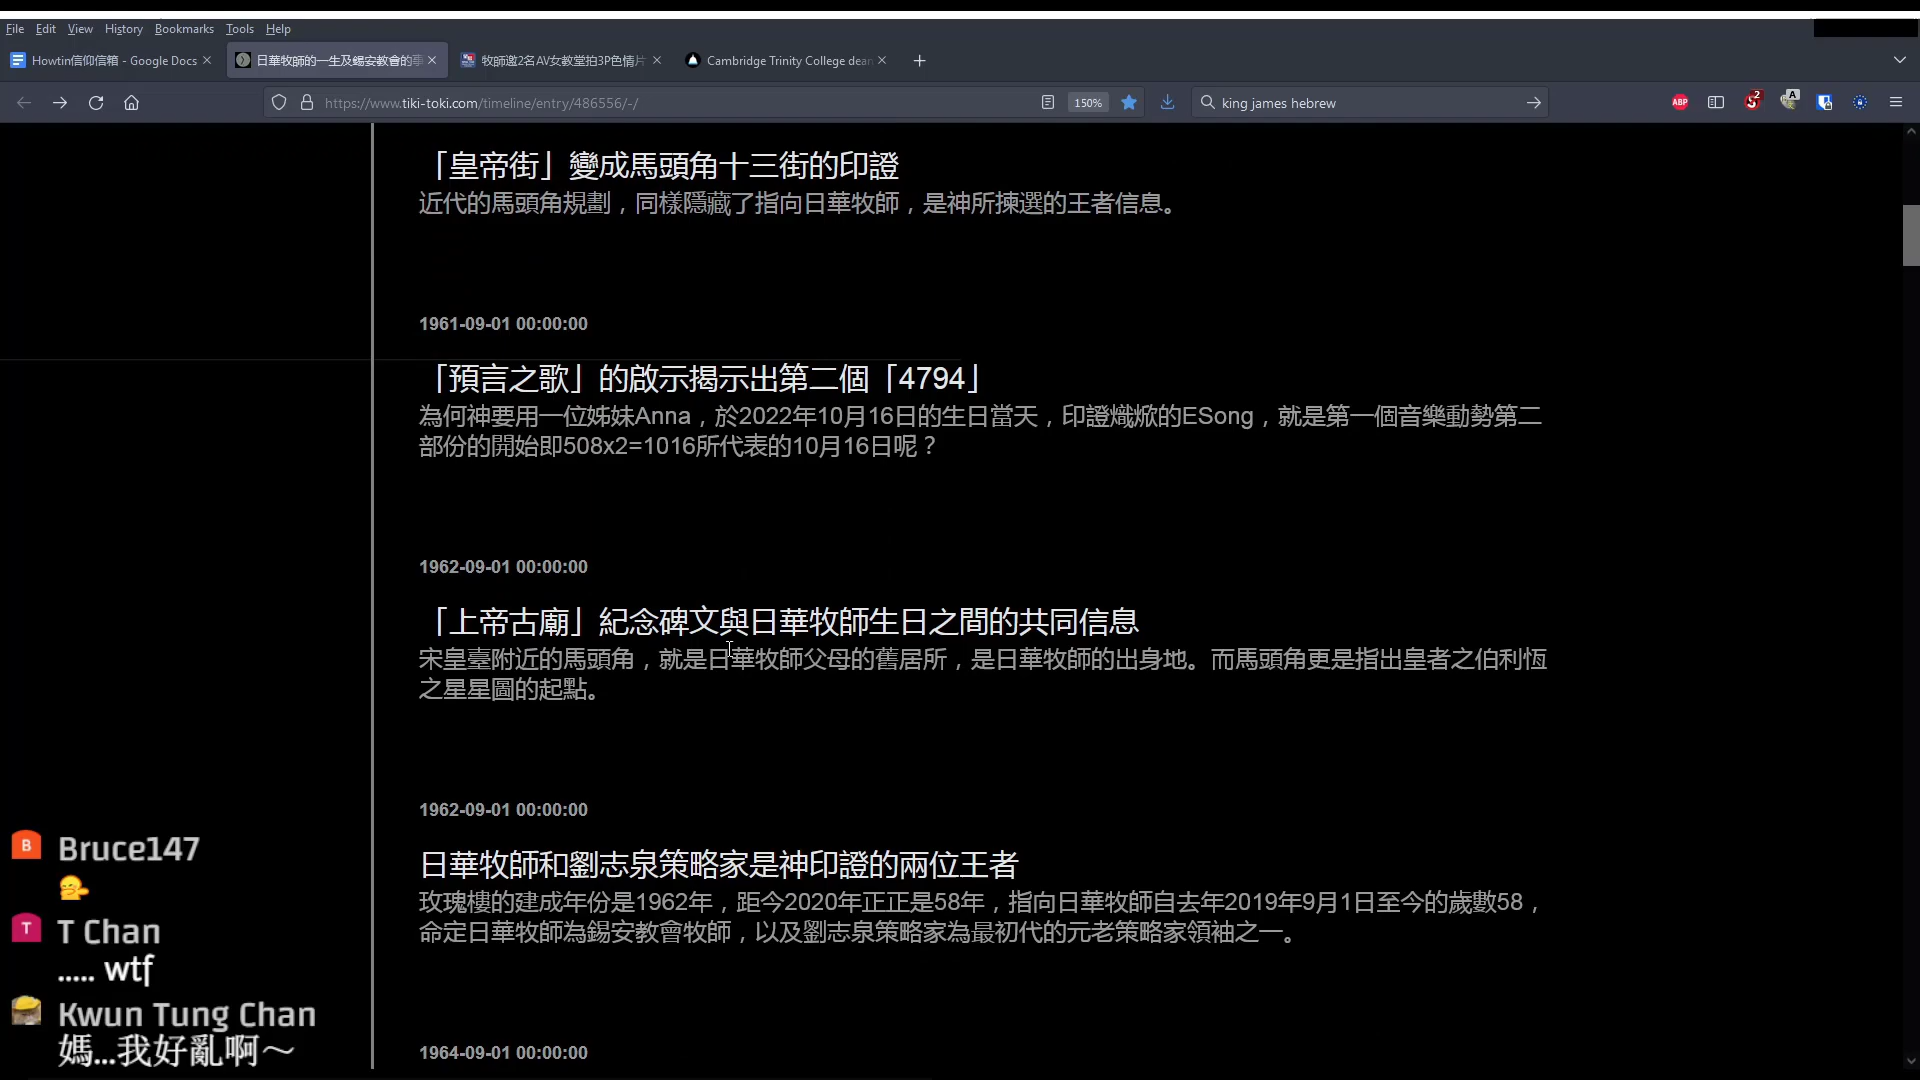 File Edit View History Bookmarks Tools Help
Howtin信仰信箱 - Google Docs
日華牧師的一生及錫安教會的事
牧師邀2名AV女教堂拍3P色情片
Cambridge Trinity College dean
https://www.tiki-toki.com/timeline/entry/486556/-/
150%
king james hebrew
ABP
2
A
「皇帝街」變成馬頭角十三街的印證
近代的馬頭角規劃，同樣隱藏了指向日華牧師，是神所揀選的王者信息。
1961-09-01 00:00:00
「預言之歌」的啟示揭示出第二個「4794」
為何神要用一位姊妹Anna，於2022年10月16日的生日當天，印證熾焮的ESong，就是第一個音樂動勢第二
部份的開始即508x2=1016所代表的10月16日呢？
1962-09-01 00:00:00
「上帝古廟」紀念碑文與日華牧師生日之間的共同信息
宋皇臺附近的馬頭角，就是日華牧師父母的舊居所，是日華牧師的出身地。而馬頭角更是指出皇者之伯利恆
之星星圖的起點。
1962-09-01 00:00:00
日華牧師和劉志泉策略家是神印證的兩位王者
玫瑰樓的建成年份是1962年，距今2020年正正是58年，指向日華牧師自去年2019年9月1日至今的歲數58，
命定日華牧師為錫安教會牧師，以及劉志泉策略家為最初代的元老策略家領袖之一。
1964-09-01 00:00:00
B Bruce147
T T Chan
..... wtf
Kwun Tung Chan
媽...我好亂啊～